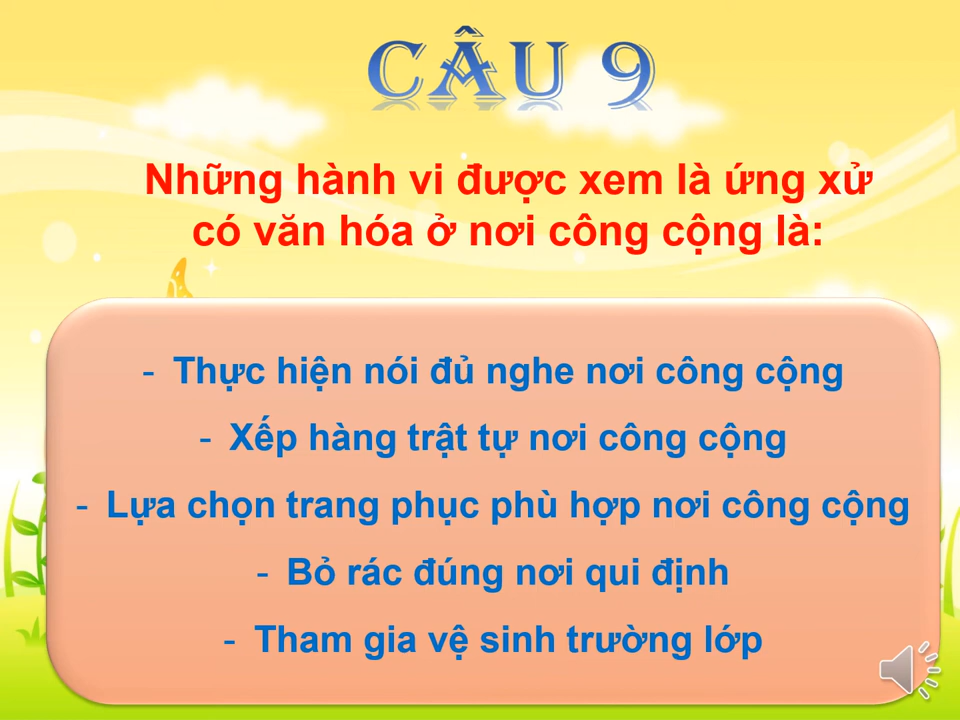 CÂU 9
Những hành vi được xem là ứng xử
có văn hóa ở nơi công cộng là:
- Thực hiện nói đủ nghe nơi công cộng
- Xếp hàng trật tự nơi công cộng
- Lựa chọn trang phục phù hợp nơi công cộng
- Bỏ rác đúng nơi qui định
- Tham gia vệ sinh trường lớp